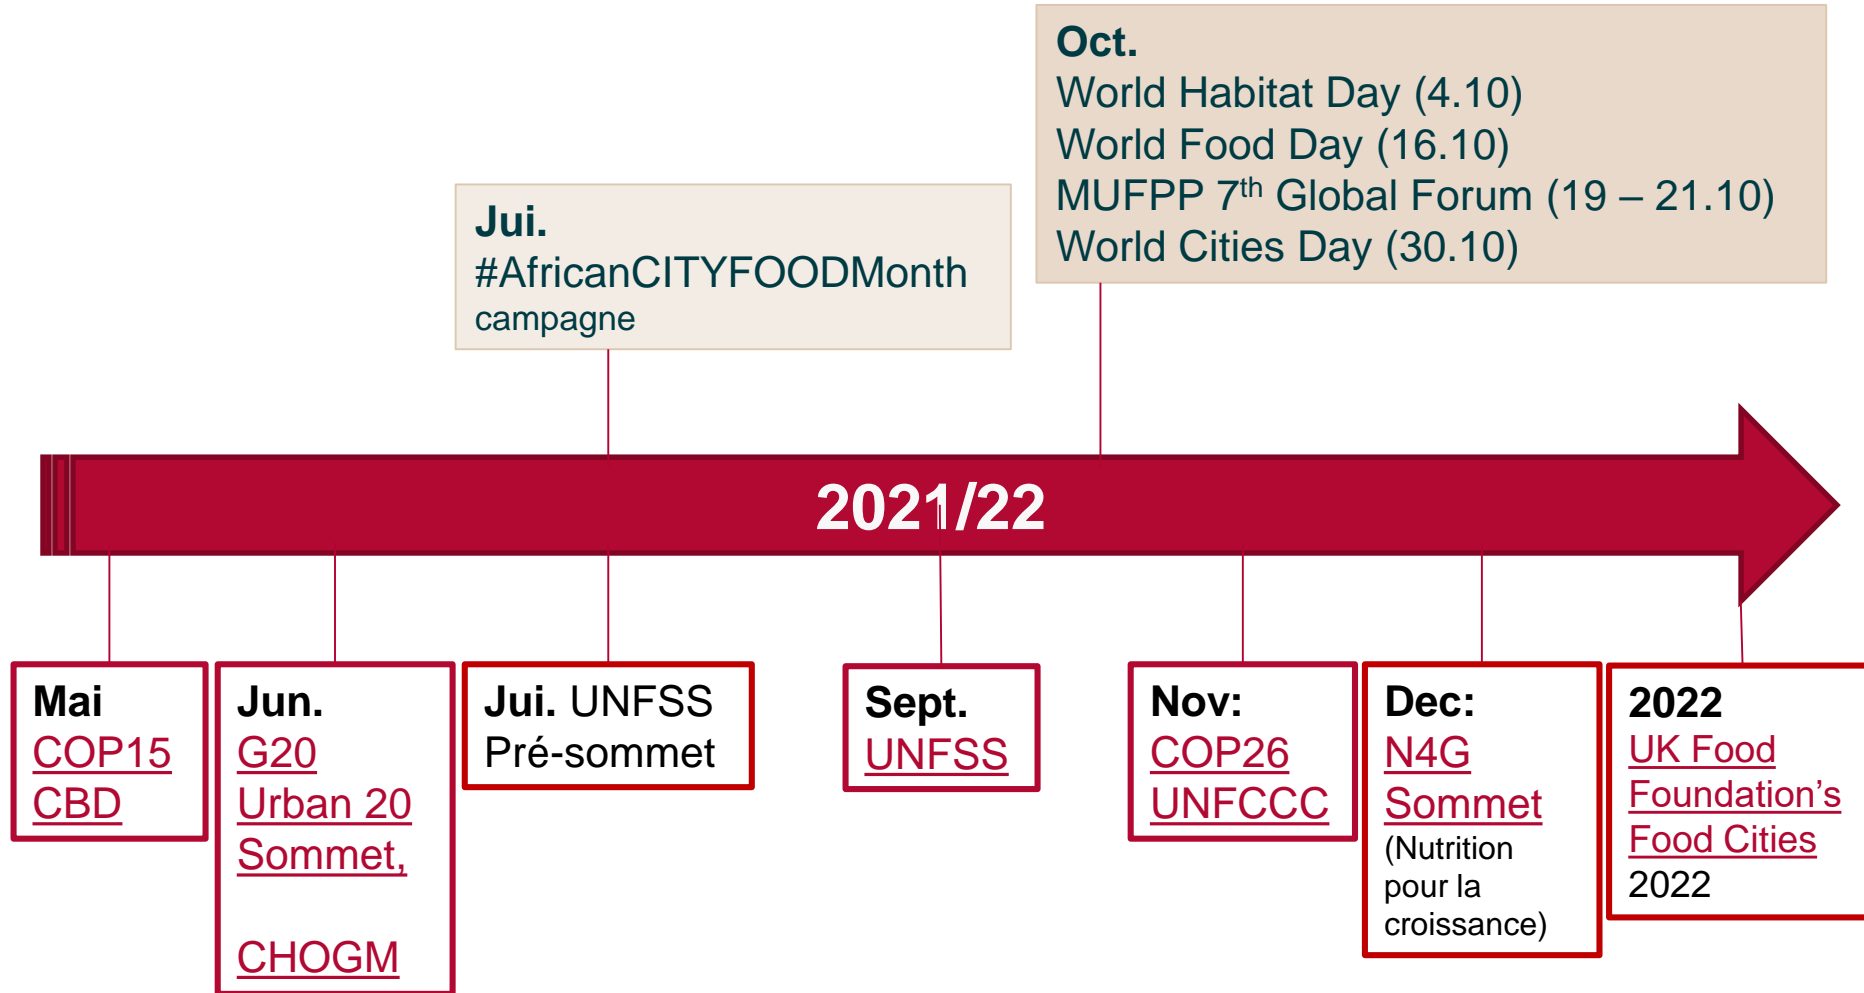 Oct.
World Habitat Day (4.10)
World Food Day (16.10)
MUFPP 7th Global Forum (19 – 21.10)
World Cities Day (30.10)
Jui.
#AfricanCITYFOODMonth
campagne
2021/22
Mai
COP15
CBD
Jun.
G20
Urban 20
Sommet,
CHOGM
Jui. UNFSS
Pré-sommet
Sept.
UNFSS
Nov:
COP26
UNFCCC
Dec:
N4G
Sommet
(Nutrition
pour la
croissance)
2022
UK Food
Foundation’s
Food Cities
2022